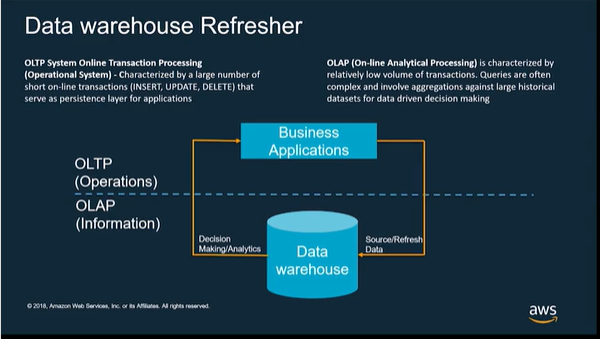 Data warehouse Refresher
OLTP System Online Transaction Processing
(Operational System) - Characterized by a large number of
short on-line transactions (INSERT, UPDATE, DELETE) that
serve as persistence layer for applications
OLAP (On-line Analytical Processing) is characterized by
relatively low volume of transactions. Queries are often
complex and involve aggregations against large historical
datasets for data driven decision making
Business
Applications
OLTP
(Operations)
OLAP
(Information)
Decision
Making/Analytics
Data
warehouse
Source/Refresh
Data
© 2018, Amazon Web Services, Inc. or its Affiliates. All rights reserved.
aws